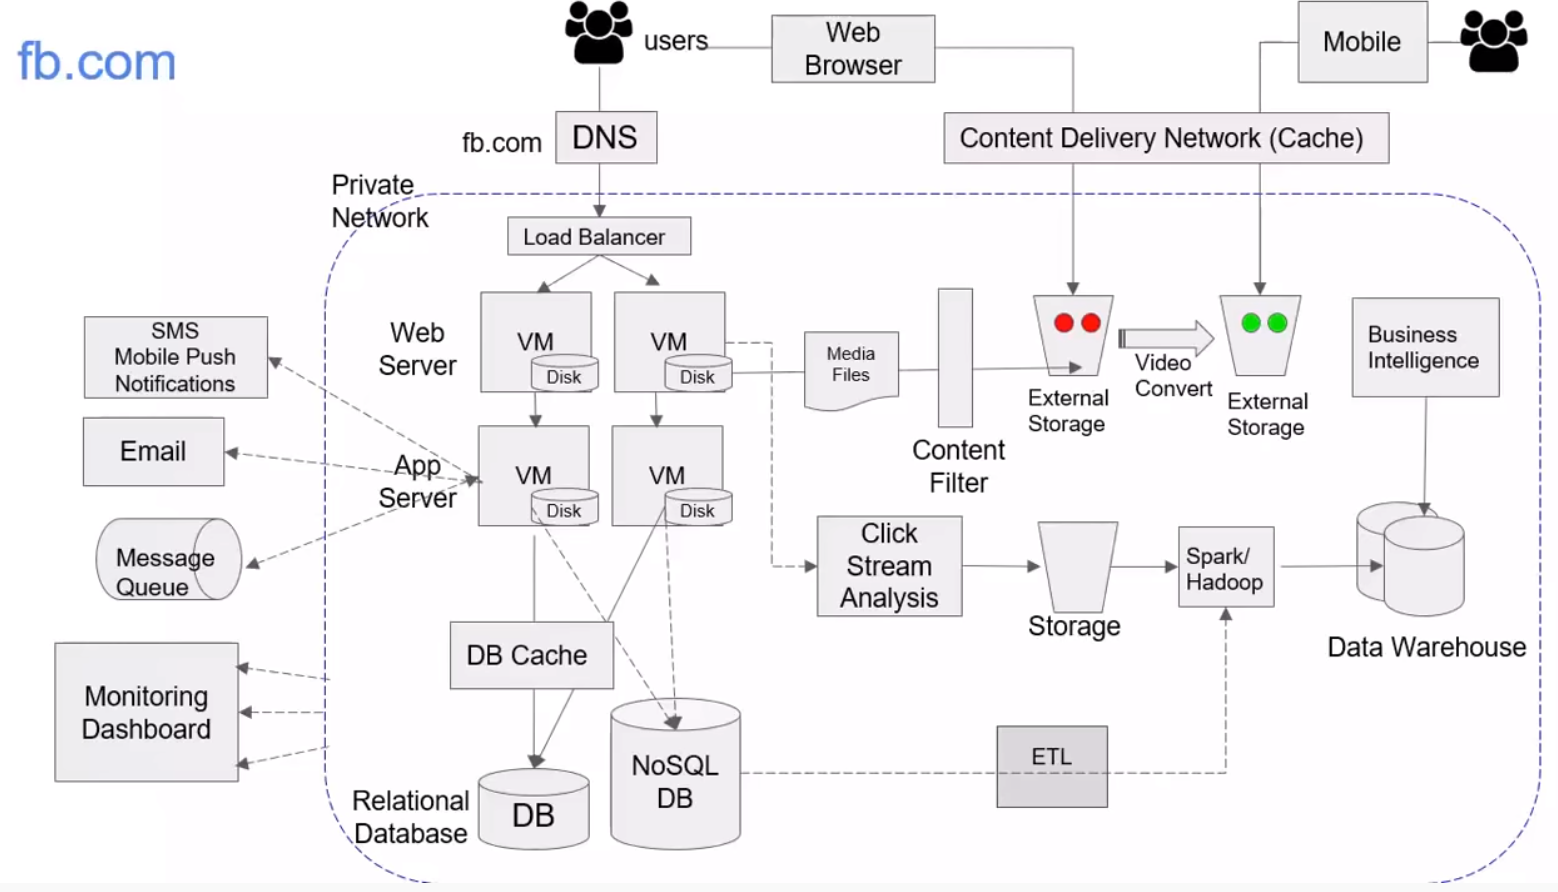 fb.com
users
Web
Browser
Mobile
fb.com
DNS
Content Delivery Network (Cache)
Private
Network
Load Balancer
Web
Server
VM
Disk
VM
Disk
Media
Files
Content
Filter
External
Storage
Video
Convert
External
Storage
Business
Intelligence
SMS
Mobile Push
Notifications
Email
Message
Queue
App
Server
VM
Disk
VM
Disk
Click
Stream
Analysis
Storage
Spark/
Hadoop
Data Warehouse
Monitoring
Dashboard
DB Cache
Relational
Database
DB
NoSQL
DB
ETL